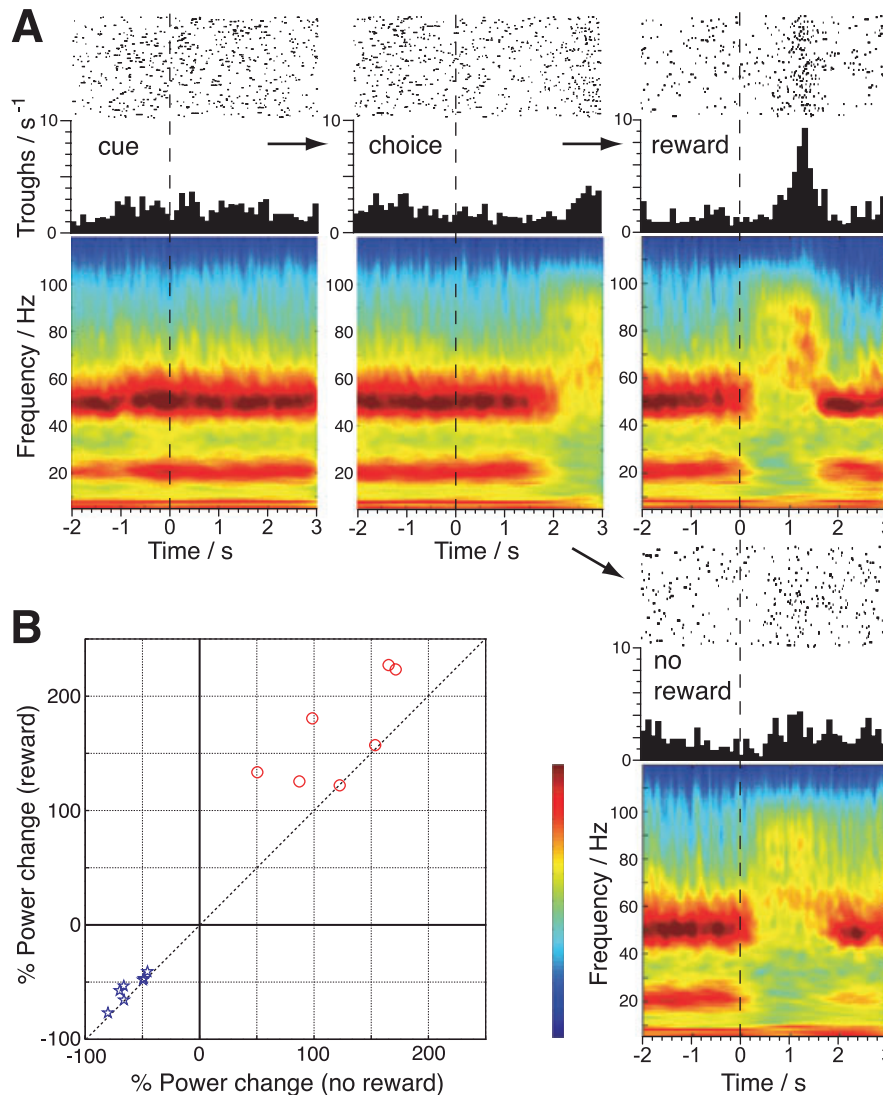 A
Troughs / s⁻¹
10
0
cue
choice
10
0
reward
Frequency / Hz
100
80
60
40
20
-2 -1 0 1 2 3
Time / s
-2 -1 0 1 2 3
Time / s
-2 -1 0 1 2 3
10
0
no
reward
B
% Power change (reward)
200
100
0
-100
-100 0 100 200
% Power change (no reward)
Frequency / Hz
100
80
60
40
20
-2 -1 0 1 2 3
Time / s